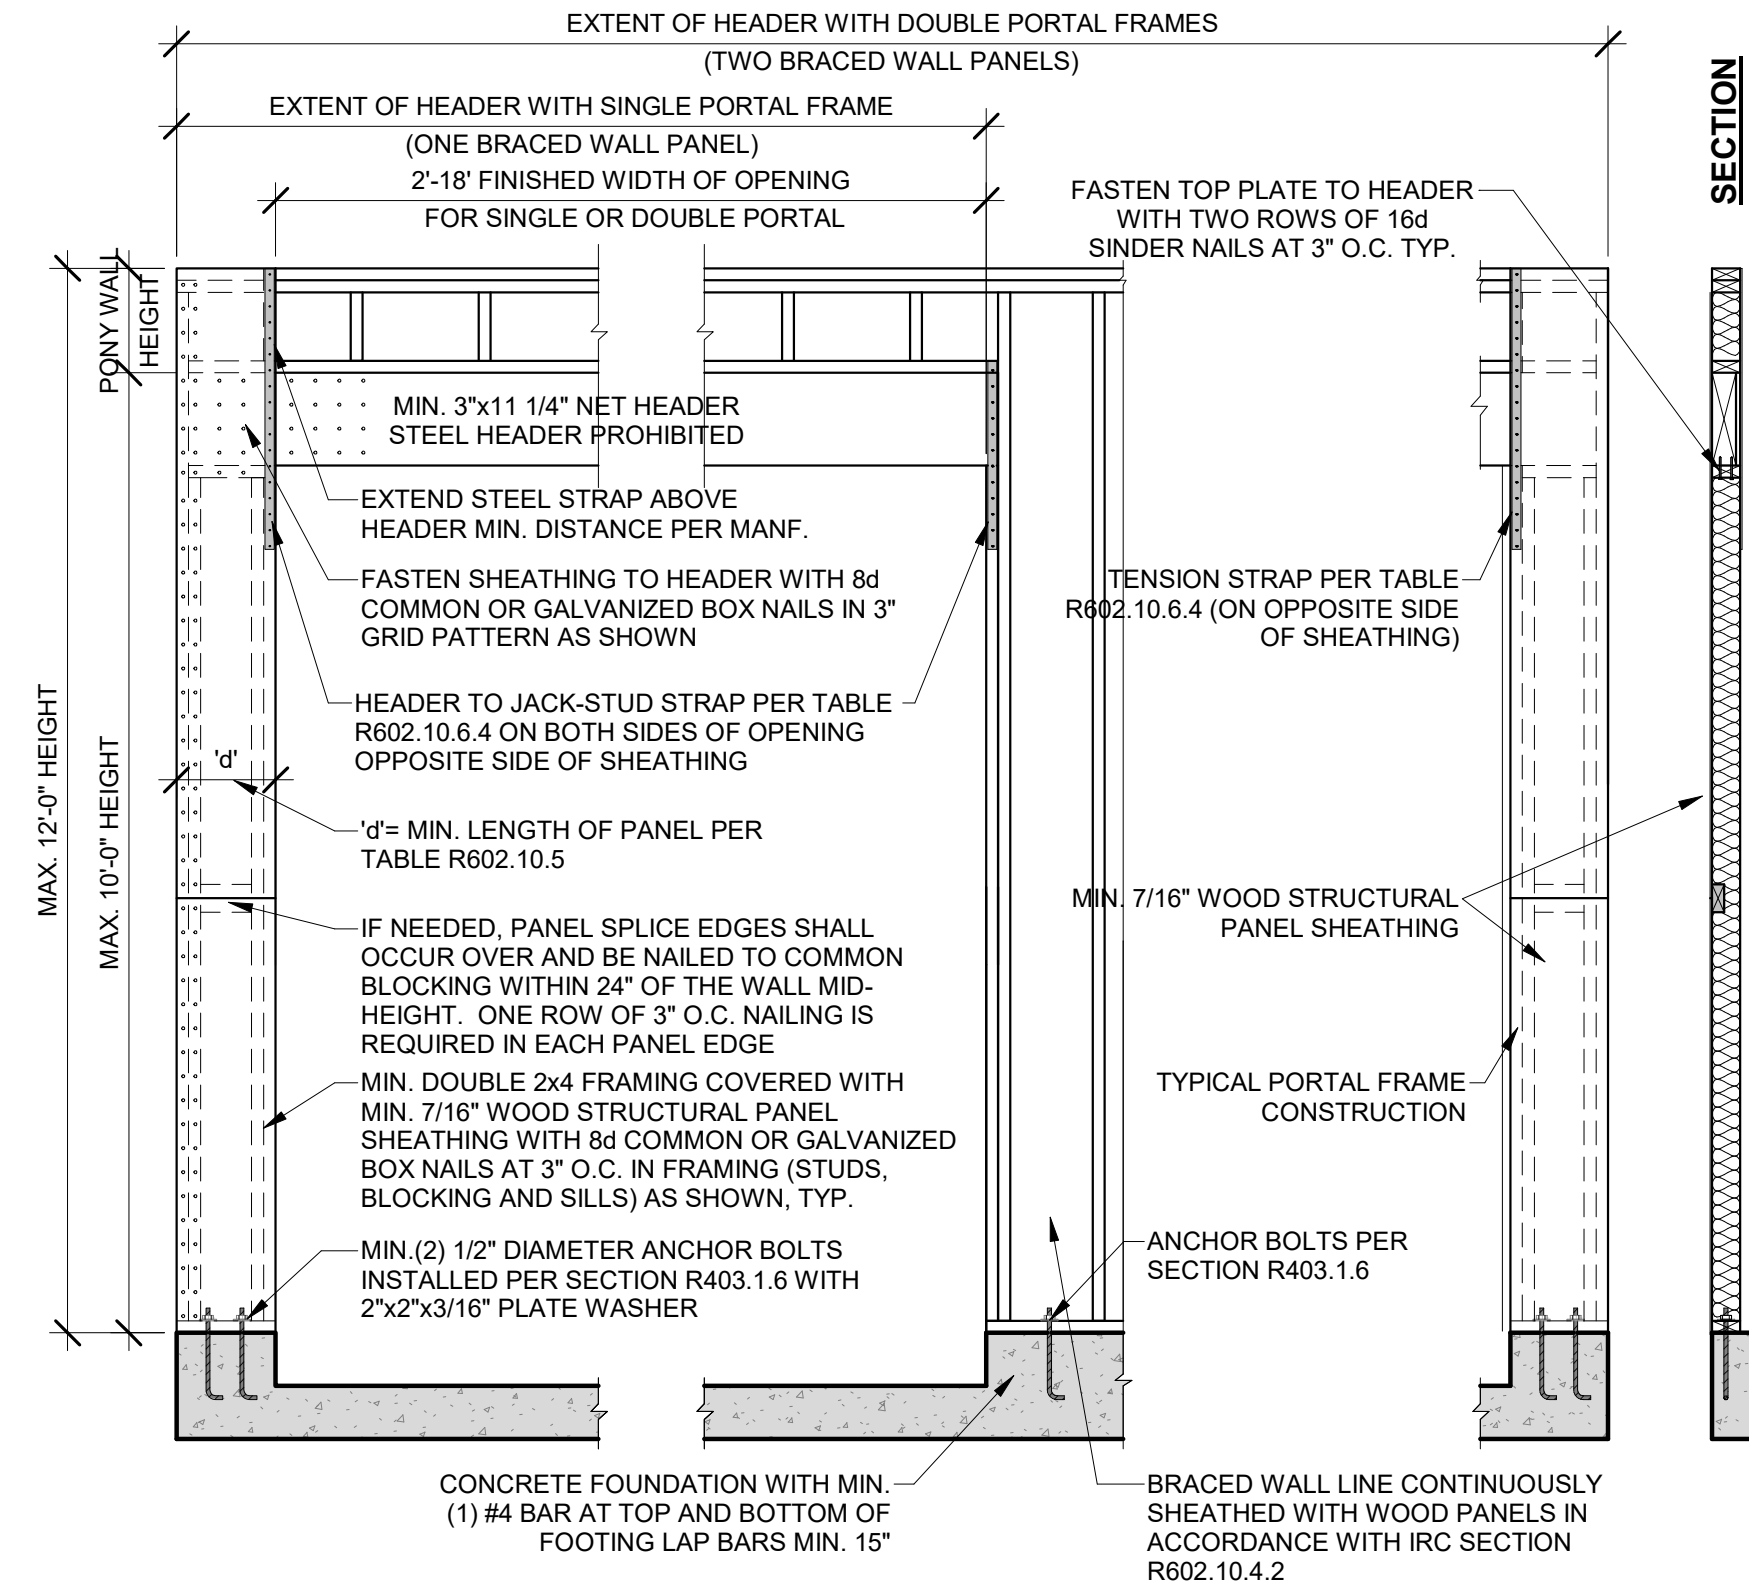 EXTENT OF HEADER WITH DOUBLE PORTAL FRAMES
(TWO BRACED WALL PANELS)
EXTENT OF HEADER WITH SINGLE PORTAL FRAME
(ONE BRACED WALL PANEL)
2'-18' FINISHED WIDTH OF OPENING
FOR SINGLE OR DOUBLE PORTAL
FASTEN TOP PLATE TO HEADER
WITH TWO ROWS OF 16d
SINDER NAILS AT 3" O.C. TYP.
SECTION
PONY WALL
HEIGHT
MIN. 3"x11 1/4" NET HEADER
STEEL HEADER PROHIBITED
EXTEND STEEL STRAP ABOVE
HEADER MIN. DISTANCE PER MANF.
FASTEN SHEATHING TO HEADER WITH 8d
COMMON OR GALVANIZED BOX NAILS IN 3"
GRID PATTERN AS SHOWN
TENSION STRAP PER TABLE
R602.10.6.4 (ON OPPOSITE SIDE
OF SHEATHING)
HEADER TO JACK-STUD STRAP PER TABLE
R602.10.6.4 ON BOTH SIDES OF OPENING
OPPOSITE SIDE OF SHEATHING
MAX. 12'-0" HEIGHT
MAX. 10'-0" HEIGHT
'd'
'd'= MIN. LENGTH OF PANEL PER
TABLE R602.10.5
IF NEEDED, PANEL SPLICE EDGES SHALL
OCCUR OVER AND BE NAILED TO COMMON
BLOCKING WITHIN 24" OF THE WALL MID-
HEIGHT. ONE ROW OF 3" O.C. NAILING IS
REQUIRED IN EACH PANEL EDGE
MIN. 7/16" WOOD STRUCTURAL
PANEL SHEATHING
MIN. DOUBLE 2x4 FRAMING COVERED WITH
MIN. 7/16" WOOD STRUCTURAL PANEL
SHEATHING WITH 8d COMMON OR GALVANIZED
BOX NAILS AT 3" O.C. IN FRAMING (STUDS,
BLOCKING AND SILLS) AS SHOWN, TYP.
TYPICAL PORTAL FRAME
CONSTRUCTION
MIN.(2) 1/2" DIAMETER ANCHOR BOLTS
INSTALLED PER SECTION R403.1.6 WITH
2"x2"x3/16" PLATE WASHER
ANCHOR BOLTS PER
SECTION R403.1.6
CONCRETE FOUNDATION WITH MIN.
(1) #4 BAR AT TOP AND BOTTOM OF
FOOTING LAP BARS MIN. 15"
BRACED WALL LINE CONTINUOUSLY
SHEATHED WITH WOOD PANELS IN
ACCORDANCE WITH IRC SECTION
R602.10.4.2